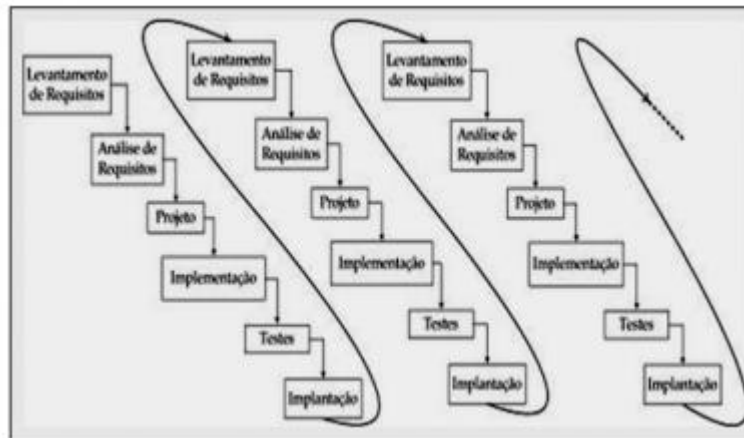 Levantamento
de Requisitos
Análise de
Requisitos
Projeto
Implementação
Testes
Implantação
Levantamento
de Requisitos
Análise de
Requisitos
Projeto
Implementação
Testes
Implantação
Levantamento
de Requisitos
Análise de
Requisitos
Projeto
Implementação
Testes
Implantação